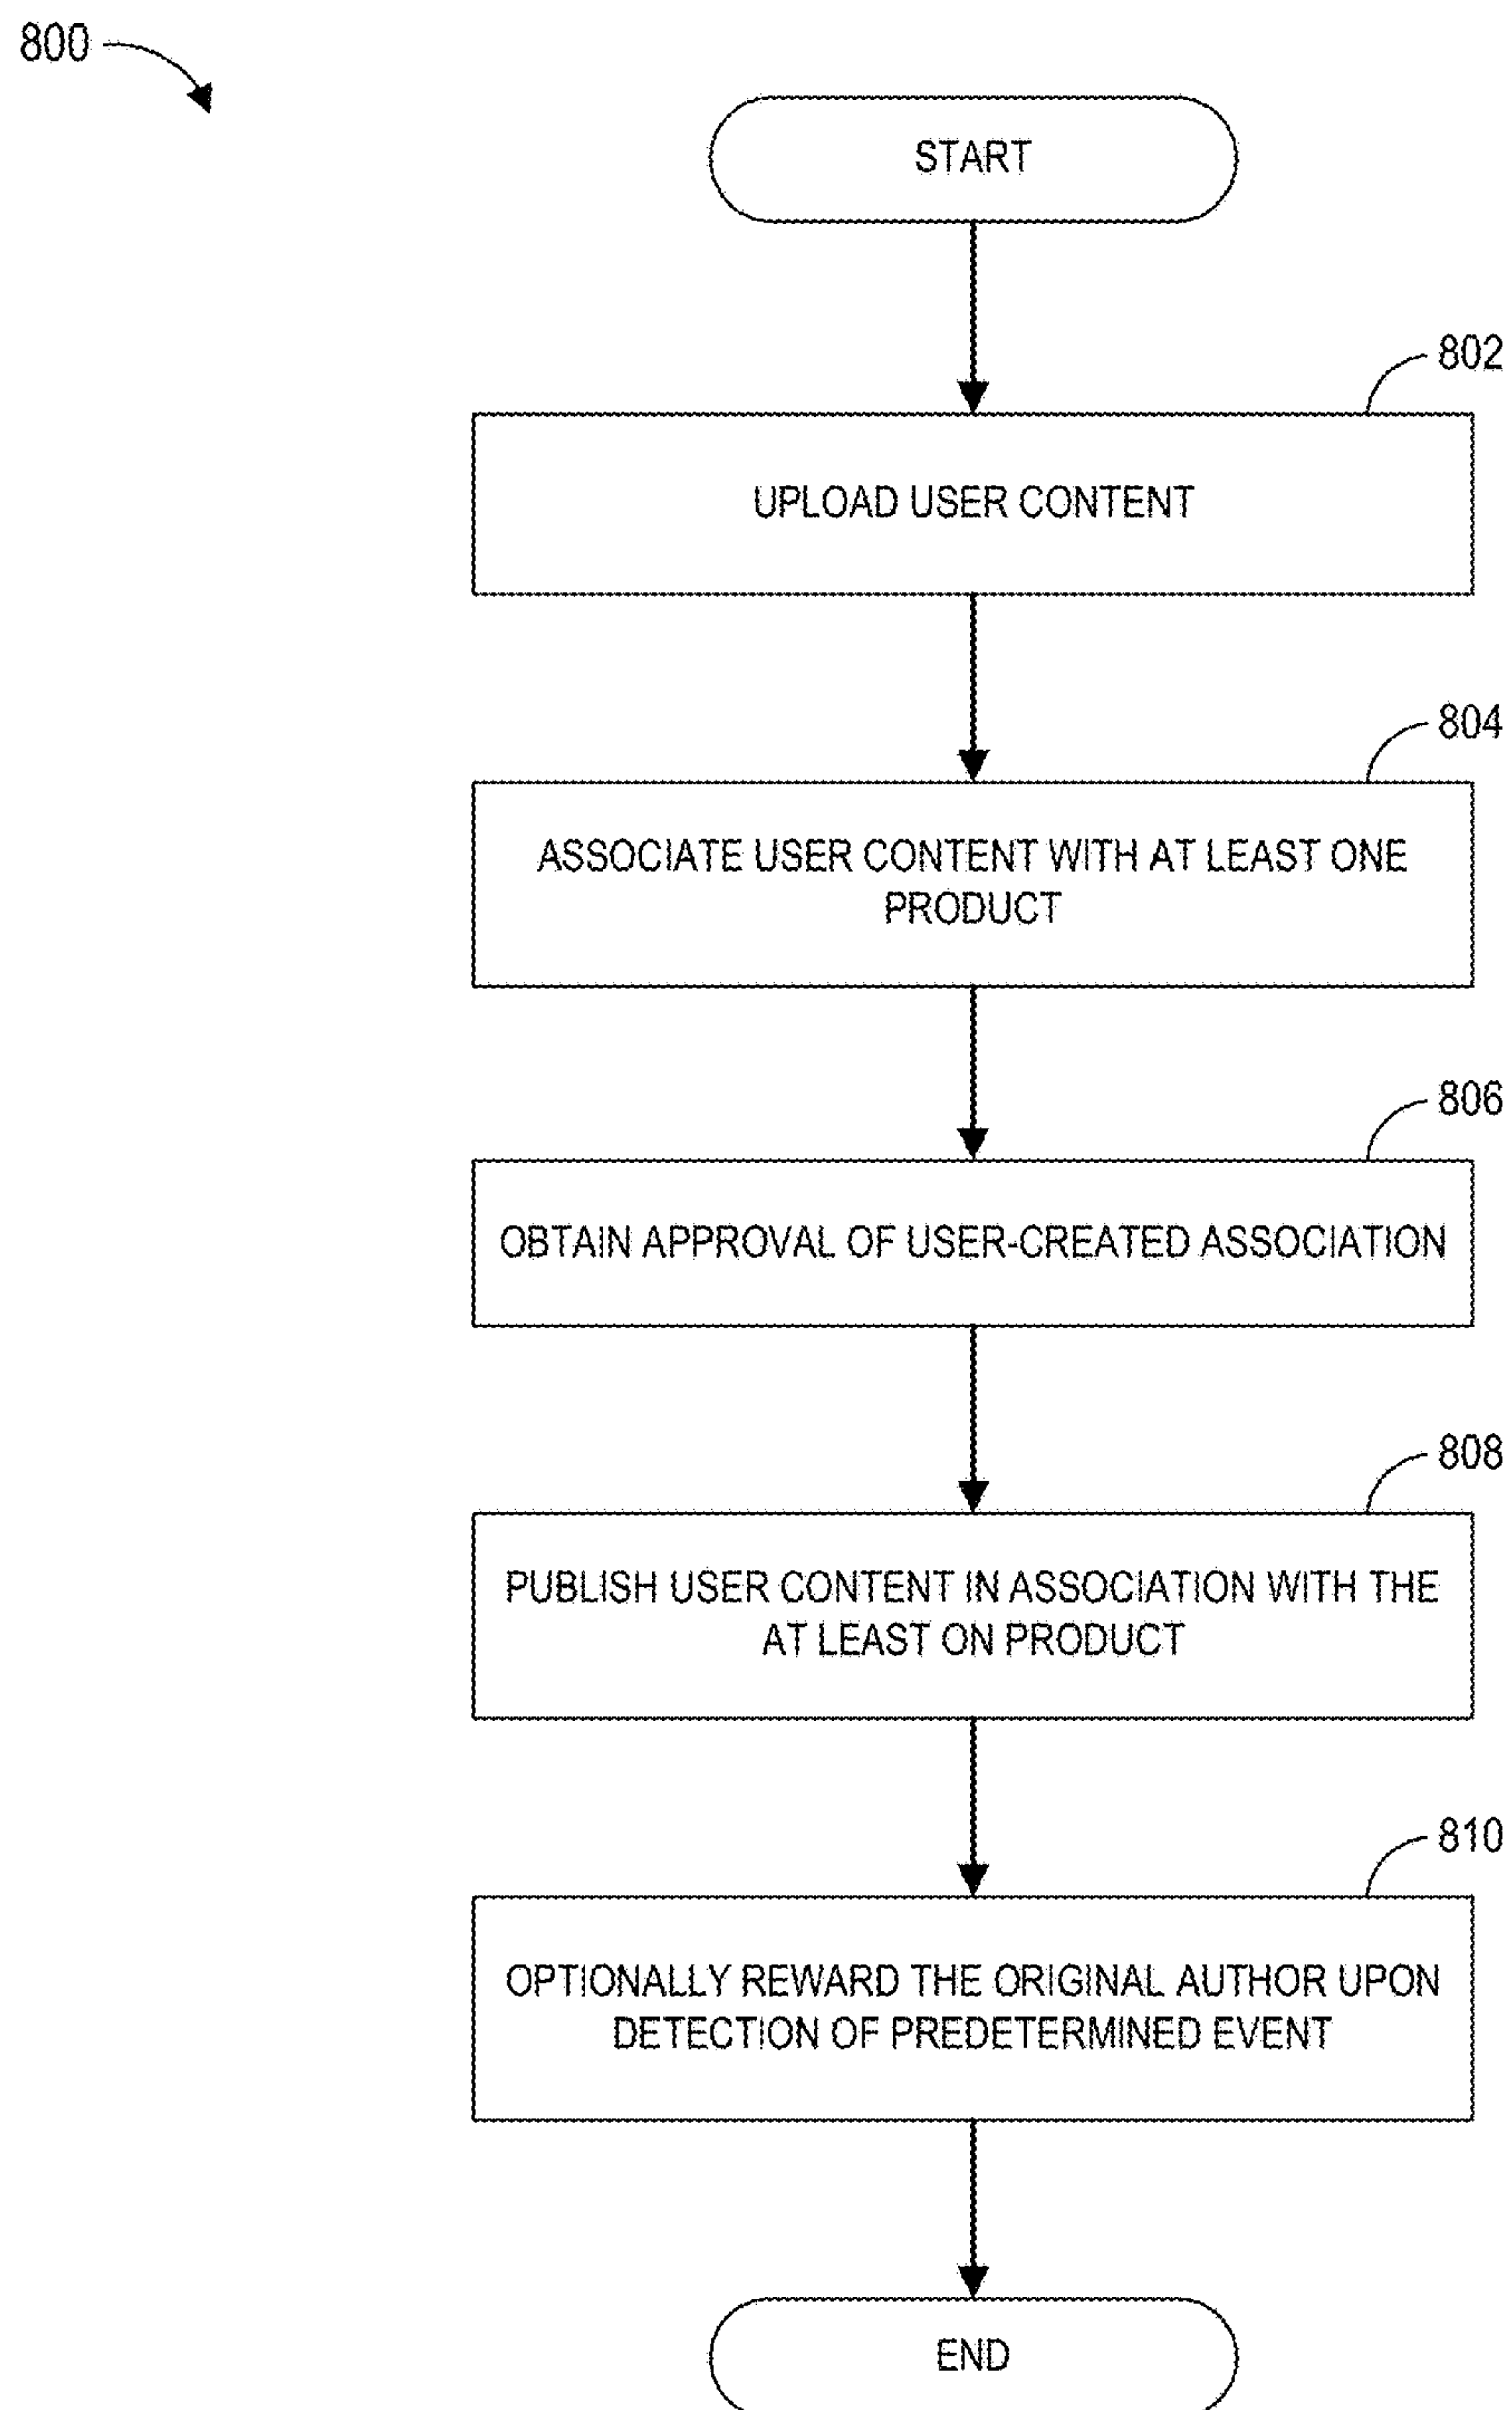 800
START
802
UPLOAD USER CONTENT
804
ASSOCIATE USER CONTENT WITH AT LEAST ONE
PRODUCT
806
OBTAIN APPROVAL OF USER-CREATED ASSOCIATION
808
PUBLISH USER CONTENT IN ASSOCIATION WITH THE
AT LEAST ON PRODUCT
810
OPTIONALLY REWARD THE ORIGINAL AUTHOR UPON
DETECTION OF PREDETERMINED EVENT
END